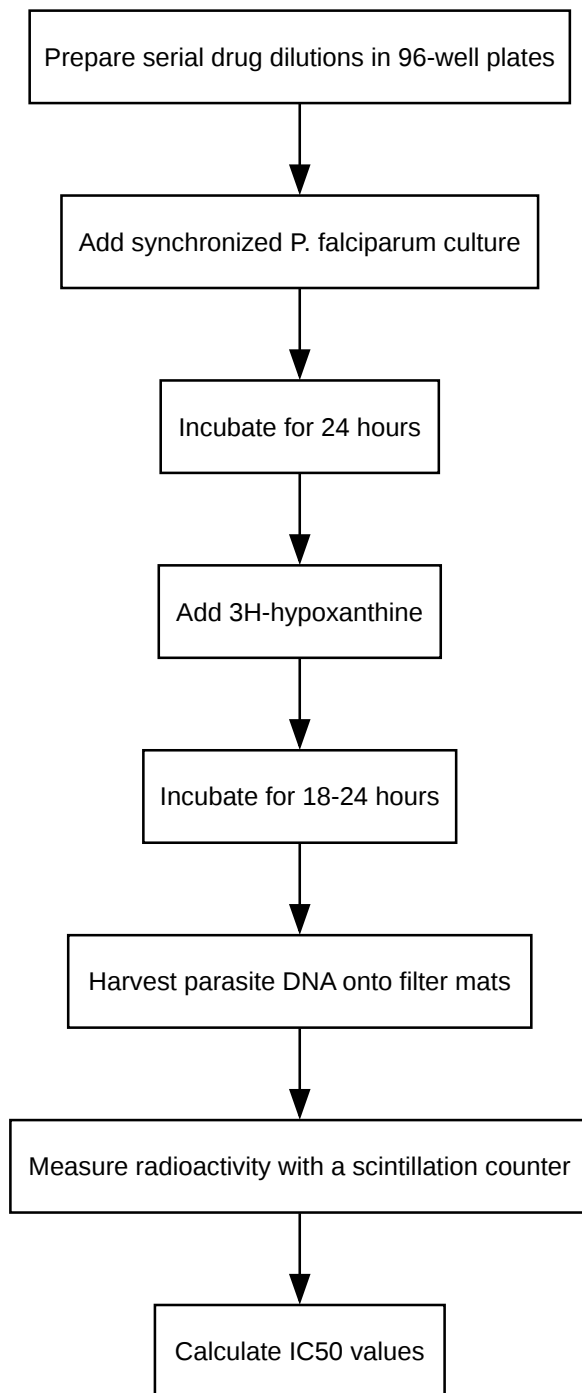 Prepare serial drug dilutions in 96-well plates
Add synchronized P. falciparum culture
Incubate for 24 hours
Add 3H-hypoxanthine
Incubate for 18-24 hours
Harvest parasite DNA onto filter mats
Measure radioactivity with a scintillation counter
Calculate IC50 values